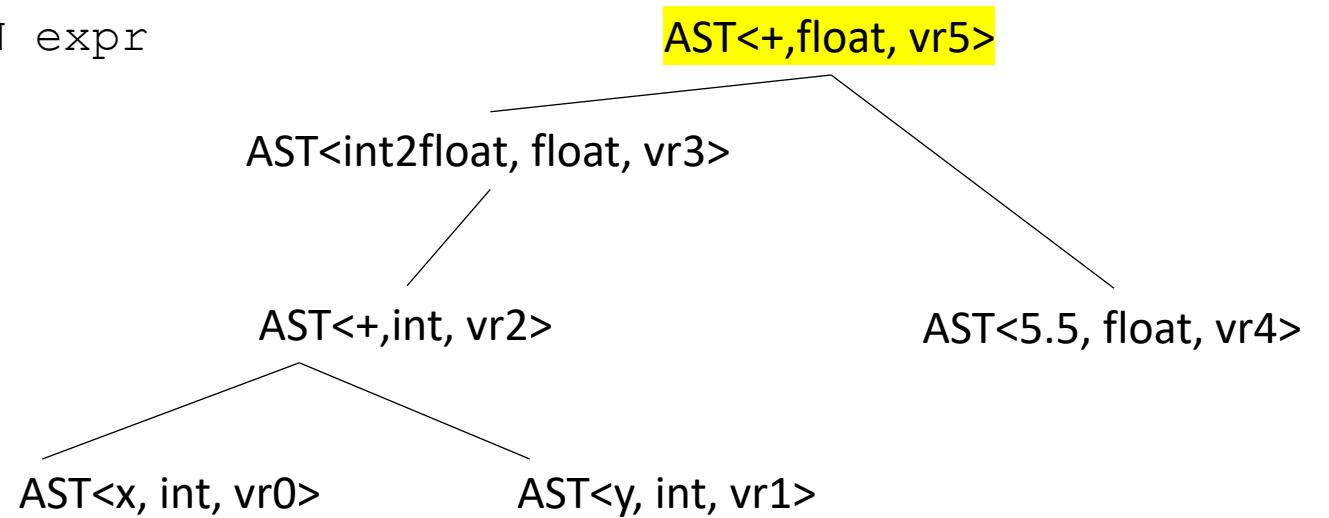 expr
AST<+,float, vr5>
AST<int2float, float, vr3>
AST<+,int, vr2>
AST<5.5, float, vr4>
AST<x, int, vr0>
AST<y, int, vr1>